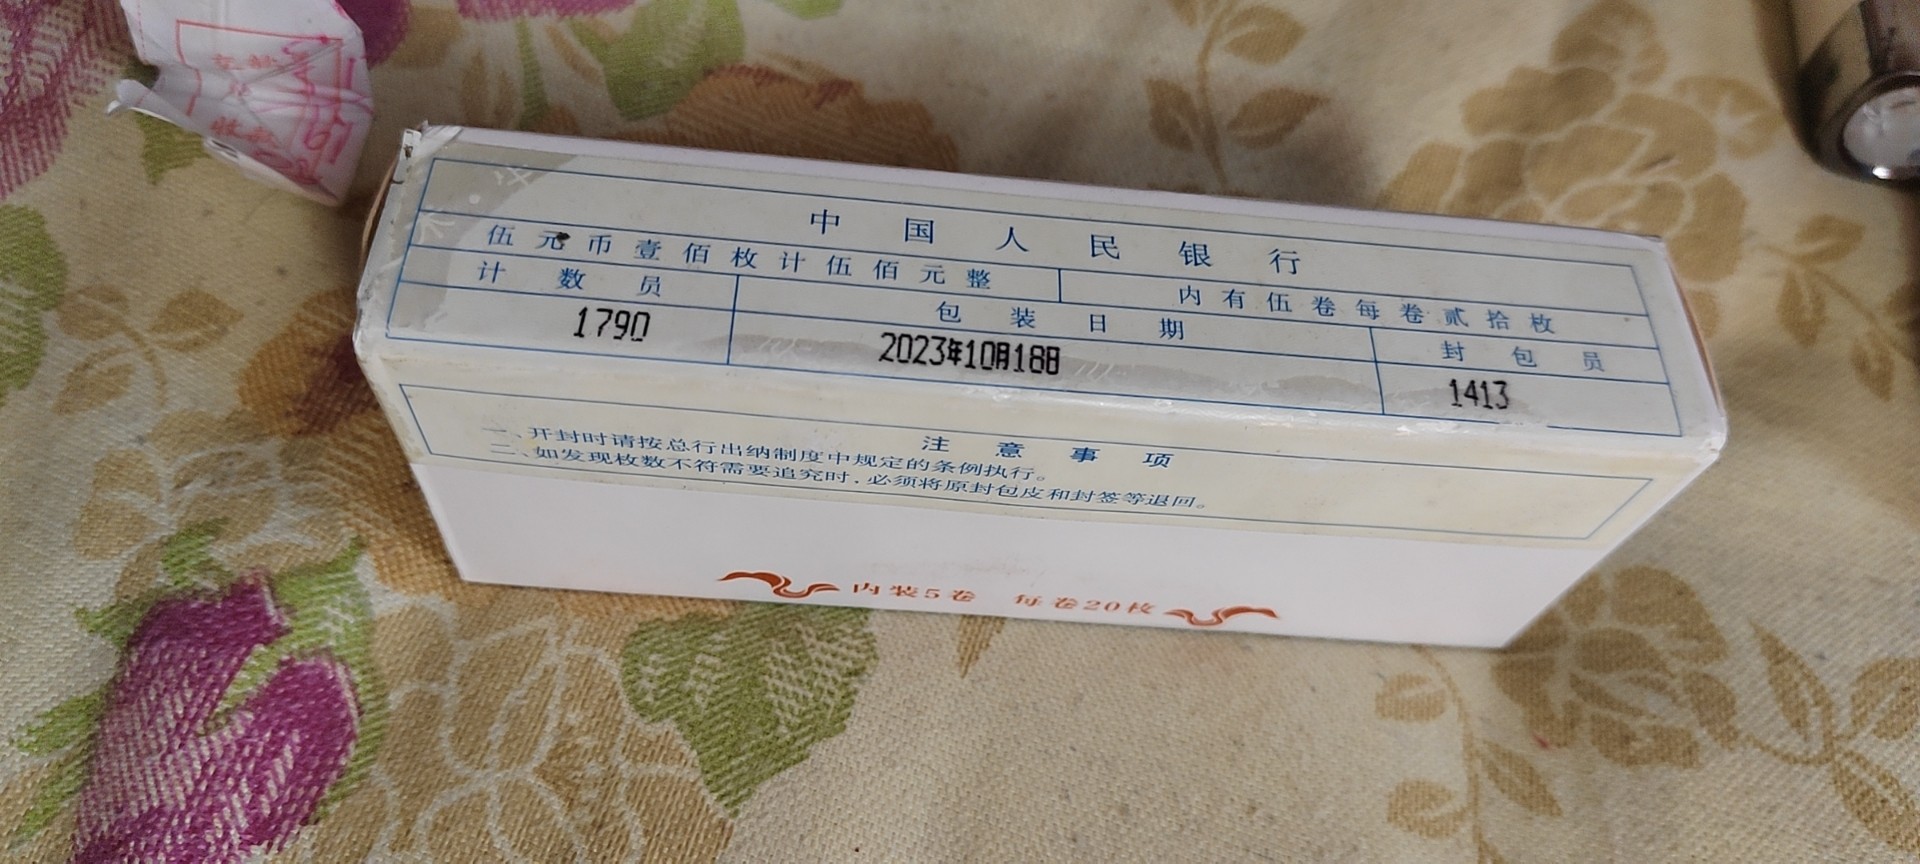 中国人民银行
伍元币壹佰枚计伍佰元整 内有伍卷每卷贰拾枚
计数员 包装日期 封包员
1790 2023年10月18日 1413
注意事项
一、开封时请按总行出纳制度中规定的条例执行。
二、如发现枚数不符需要追究时，必须将原封包皮和封签等退回。
内装5卷 每卷20枚